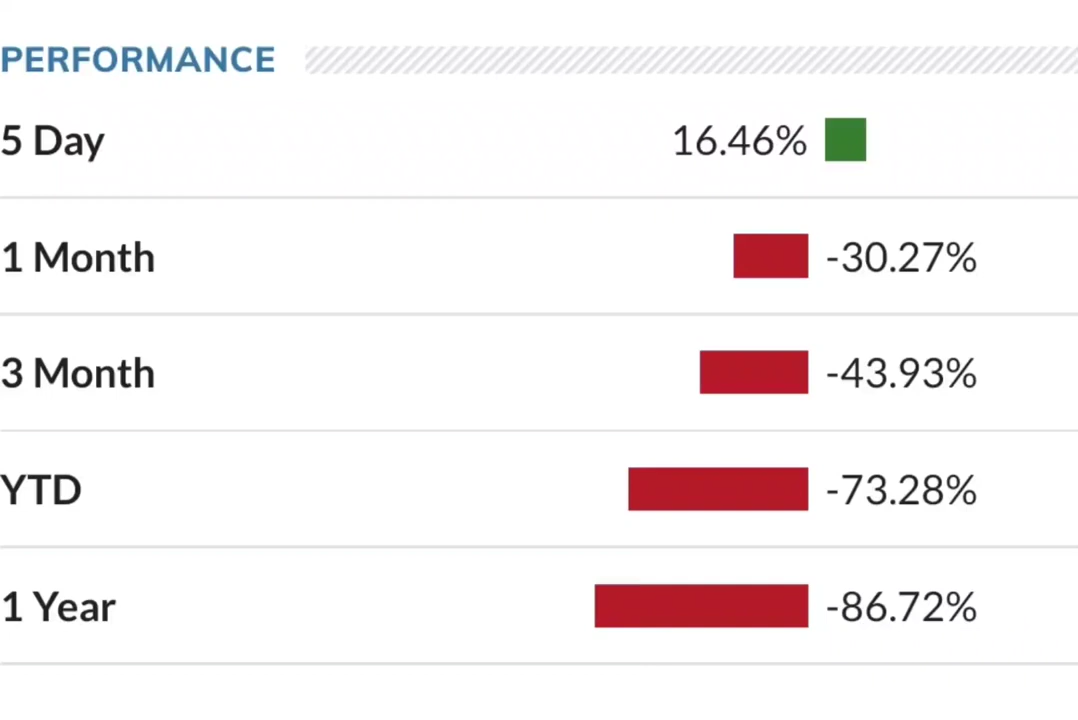 PERFORMANCE
5 Day 16.46%
1 Month -30.27%
3 Month -43.93%
YTD -73.28%
1 Year -86.72%